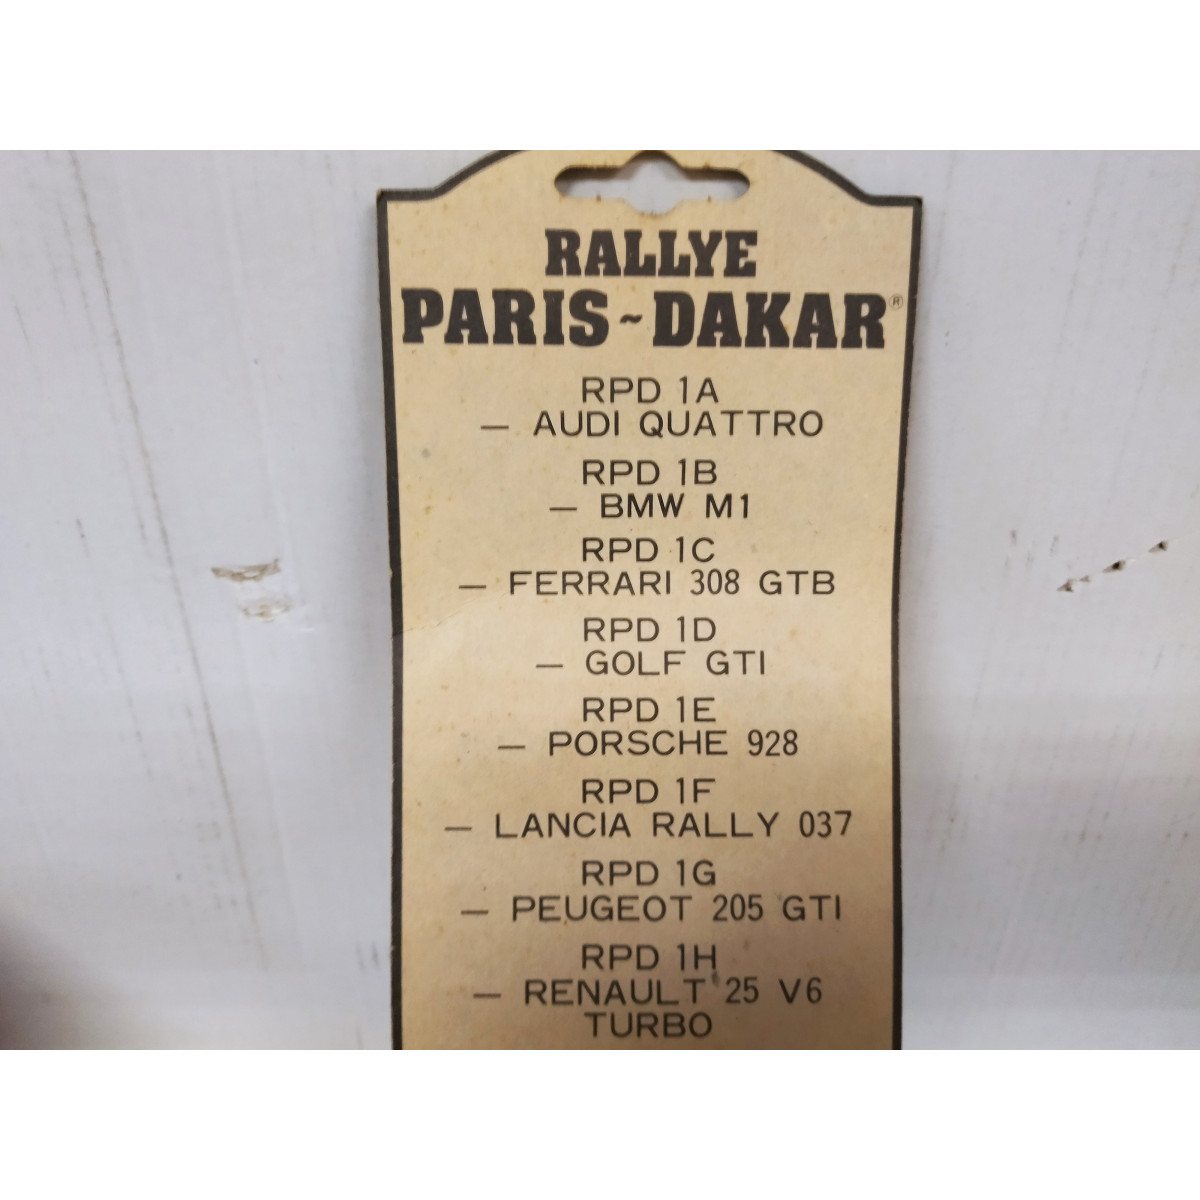 RALLYE
PARIS~DAKAR®
RPD 1A
— AUDI QUATTRO
RPD 1B
— BMW M1
RPD 1C
— FERRARI 308 GTB
RPD 1D
— GOLF GTI
RPD 1E
— PORSCHE 928
RPD 1F
— LANCIA RALLY 037
RPD 1G
— PEUGEOT 205 GTI
RPD 1H
— RENAULT 25 V6
TURBO